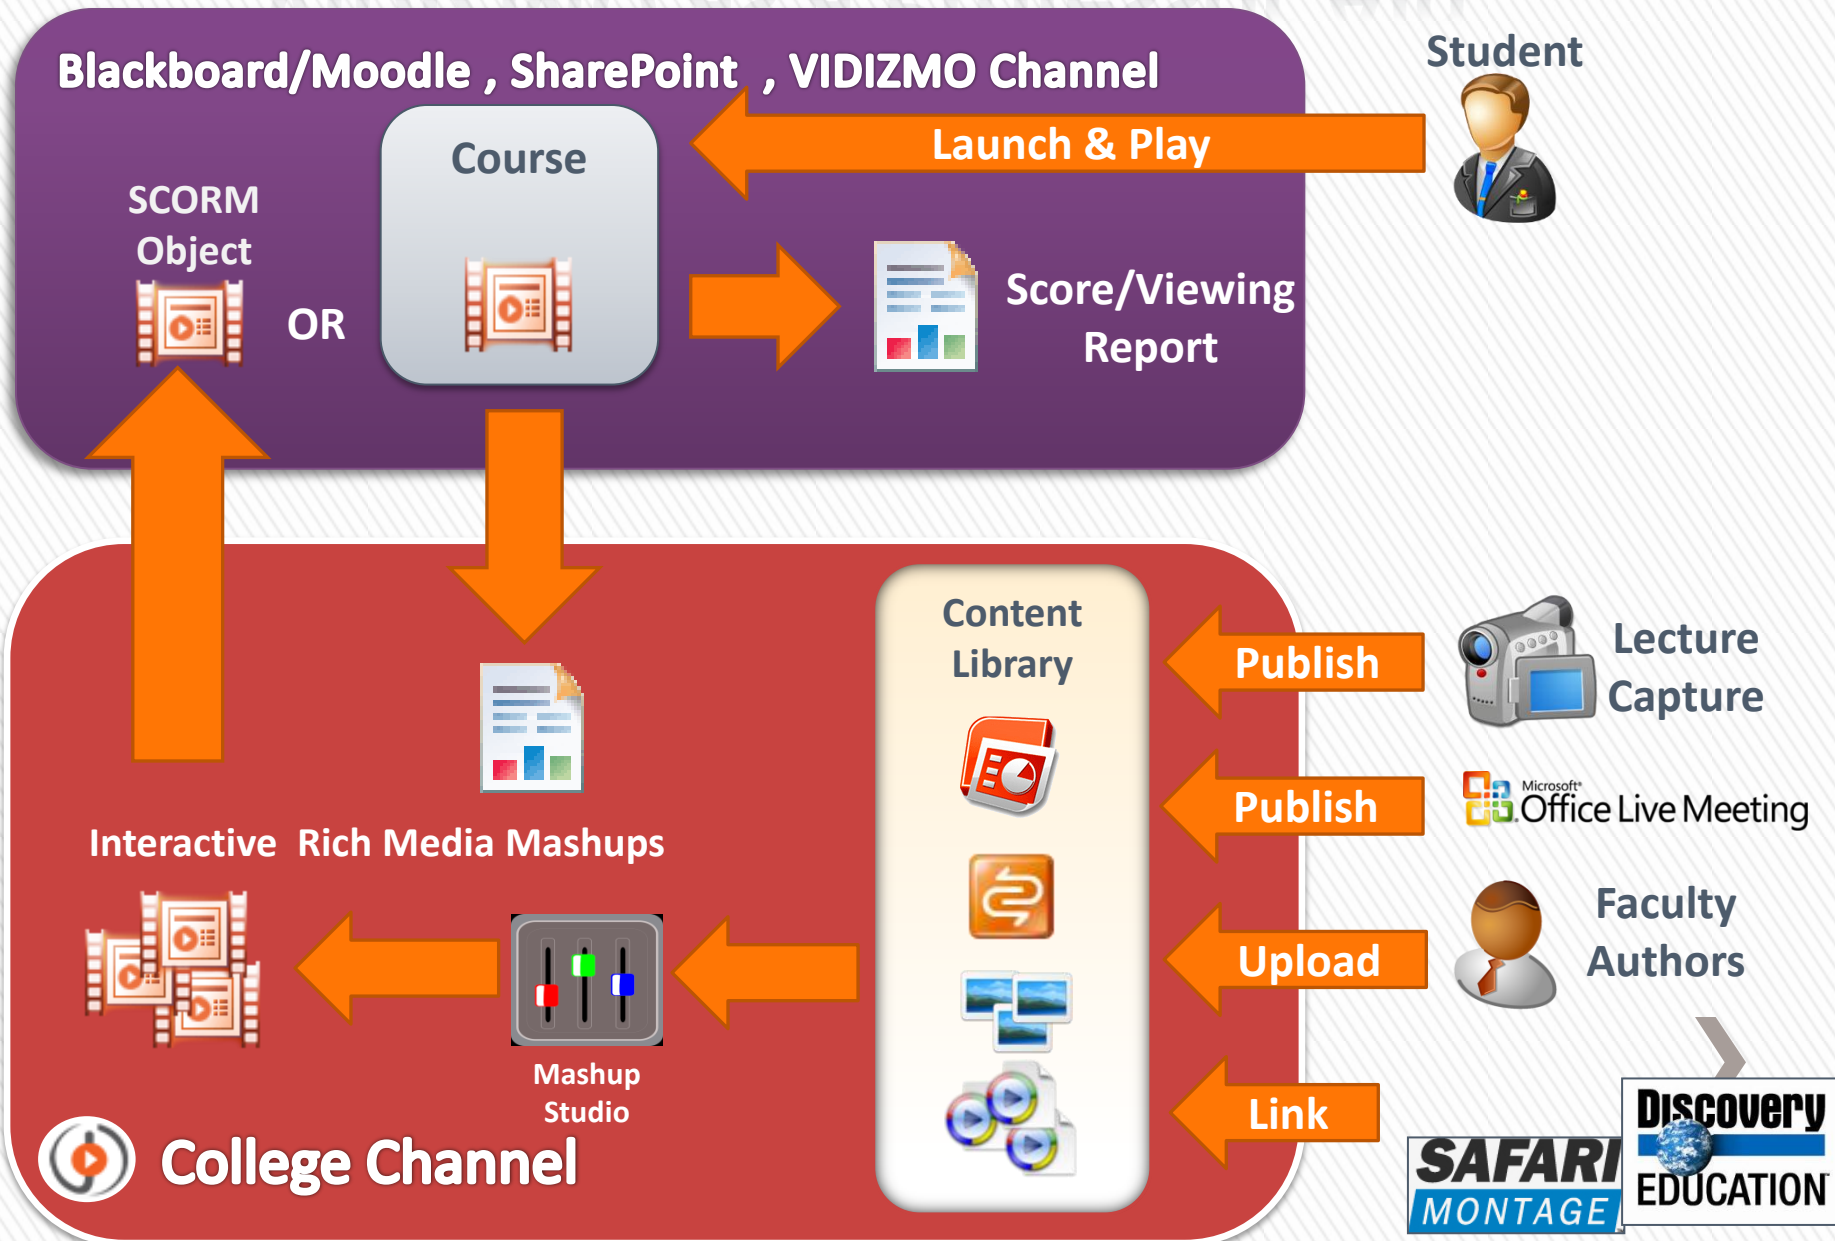 Blackboard/Moodle , SharePoint , VIDIZMO Channel
Student
Launch & Play
Course
SCORM
Object
OR
Score/Viewing
Report
Content
Library
Publish
Lecture
Capture
Publish
Microsoft®
Office Live Meeting
Interactive Rich Media Mashups
Upload
Faculty
Authors
Mashup
Studio
Link
College Channel
SAFARI
MONTAGE
Discovery
EDUCATION